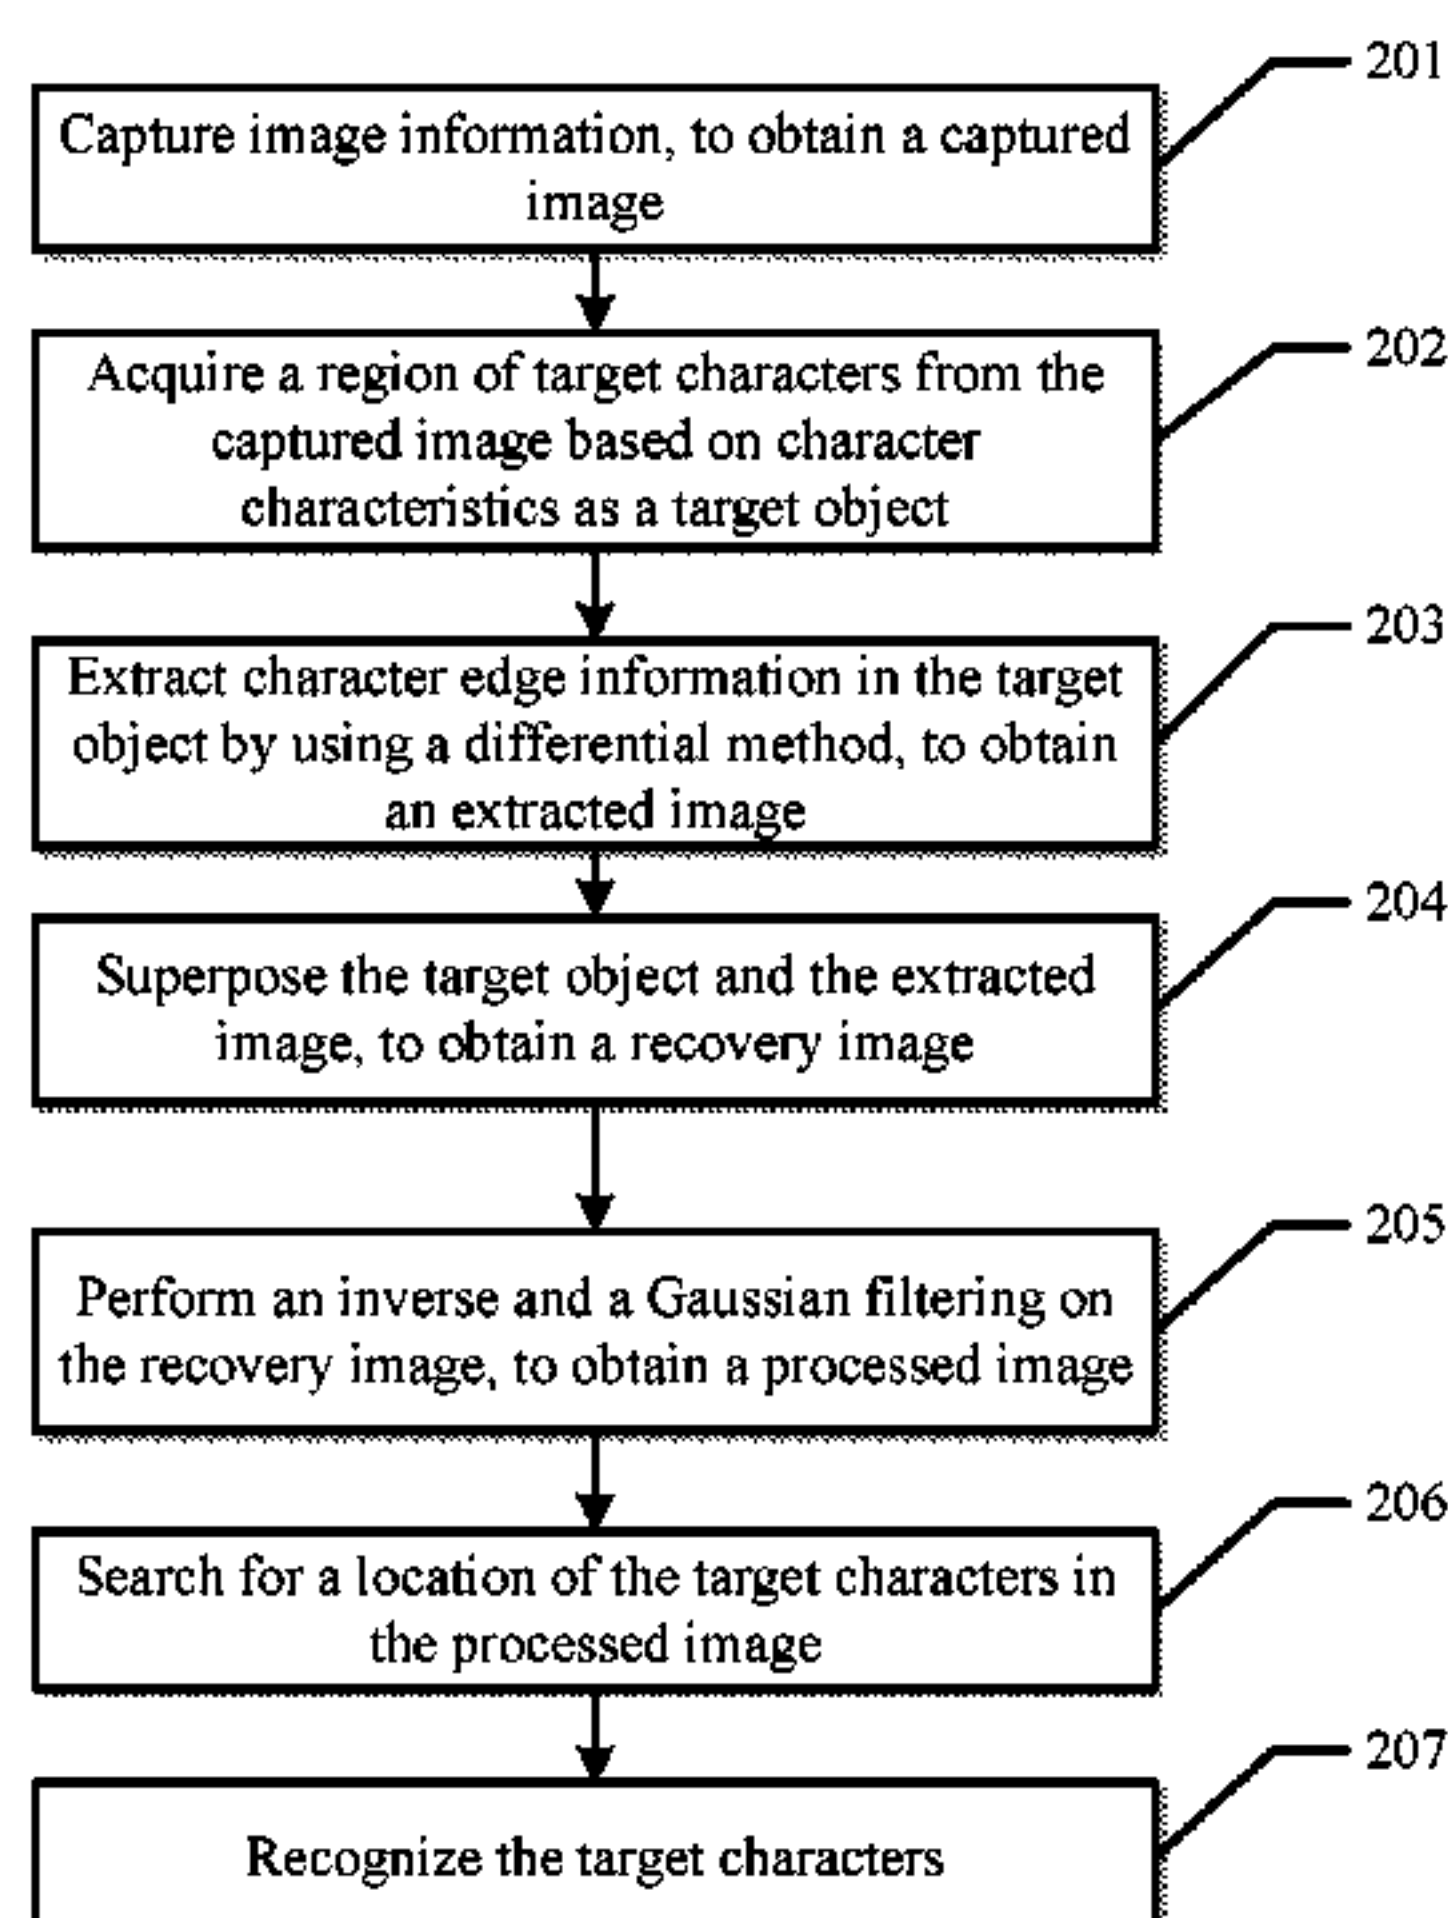 201
Capture image information, to obtain a captured
image
202
Acquire a region of target characters from the
captured image based on character
characteristics as a target object
203
Extract character edge information in the target
object by using a differential method, to obtain
an extracted image
204
Superpose the target object and the extracted
image, to obtain a recovery image
205
Perform an inverse and a Gaussian filtering on
the recovery image, to obtain a processed image
206
Search for a location of the target characters in
the processed image
207
Recognize the target characters